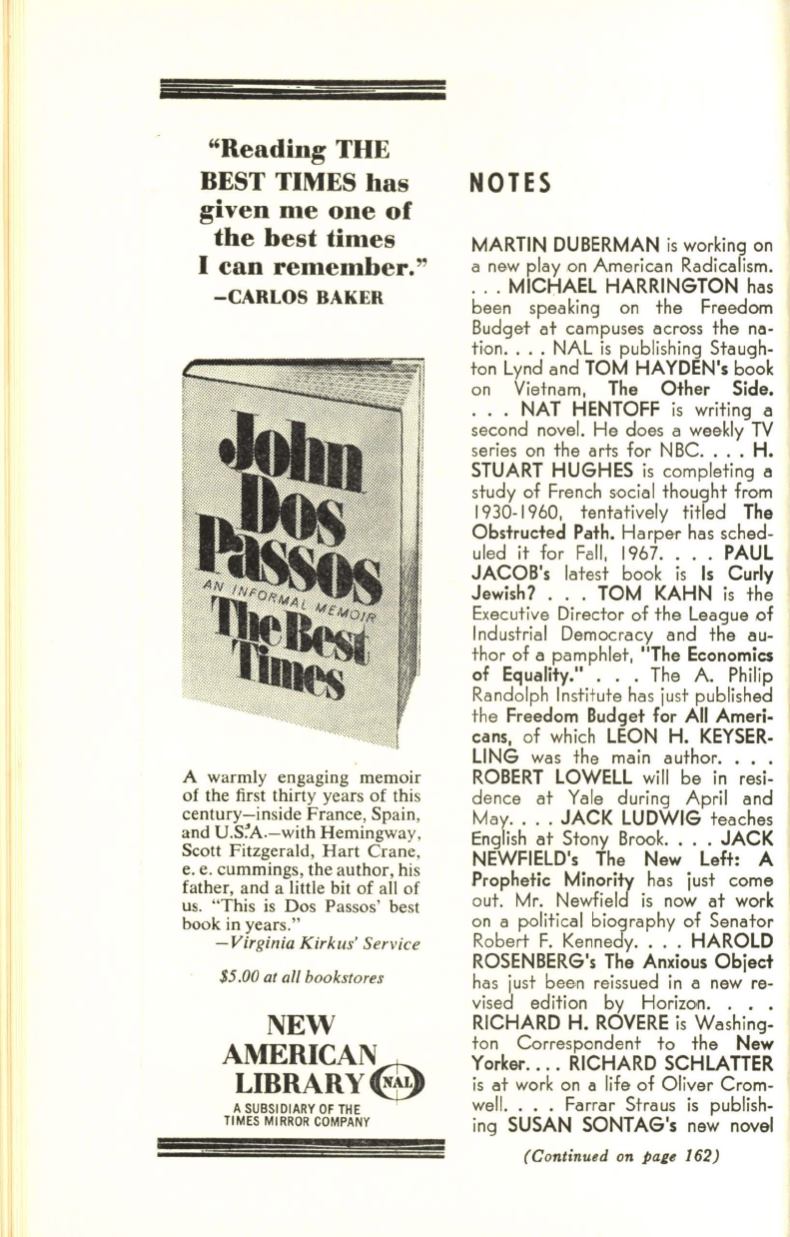 “Reading THE
BEST TIMES has
given me one of
the best times
I can remember.”
–CARLOS BAKER
John
Dos
Passos
AN INFORMAL MEMOIR
The Best
Times
A warmly engaging memoir
of the first thirty years of this
century—inside France, Spain,
and U.S.A.—with Hemingway,
Scott Fitzgerald, Hart Crane,
e. e. cummings, the author, his
father, and a little bit of all of
us. “This is Dos Passos’ best
book in years.”
—Virginia Kirkus’ Service
$5.00 at all bookstores
NEW
AMERICAN
LIBRARY NAL
A SUBSIDIARY OF THE
TIMES MIRROR COMPANY
NOTES
MARTIN DUBERMAN is working on
a new play on American Radicalism.
. . . MICHAEL HARRINGTON has
been speaking on the Freedom
Budget at campuses across the na-
tion. . . . NAL is publishing Staugh-
ton Lynd and TOM HAYDEN's book
on Vietnam, The Other Side.
. . . NAT HENTOFF is writing a
second novel. He does a weekly TV
series on the arts for NBC. . . . H.
STUART HUGHES is completing a
study of French social thought from
1930-1960, tentatively titled The
Obstructed Path. Harper has sched-
uled it for Fall, 1967. . . . PAUL
JACOB's latest book is Is Curly
Jewish? . . . TOM KAHN is the
Executive Director of the League of
Industrial Democracy and the au-
thor of a pamphlet, "The Economics
of Equality." . . . The A. Philip
Randolph Institute has just published
the Freedom Budget for All Ameri-
cans, of which LEON H. KEYSER-
LING was the main author. . . .
ROBERT LOWELL will be in resi-
dence at Yale during April and
May. . . . JACK LUDWIG teaches
English at Stony Brook. . . . JACK
NEWFIELD's The New Left: A
Prophetic Minority has just come
out. Mr. Newfield is now at work
on a political biography of Senator
Robert F. Kennedy. . . . HAROLD
ROSENBERG's The Anxious Object
has just been reissued in a new re-
vised edition by Horizon. . . .
RICHARD H. ROVERE is Washing-
ton Correspondent to the New
Yorker. . . . RICHARD SCHLATTER
is at work on a life of Oliver Crom-
well. . . . Farrar Straus is publish-
ing SUSAN SONTAG's new novel
(Continued on page 162)